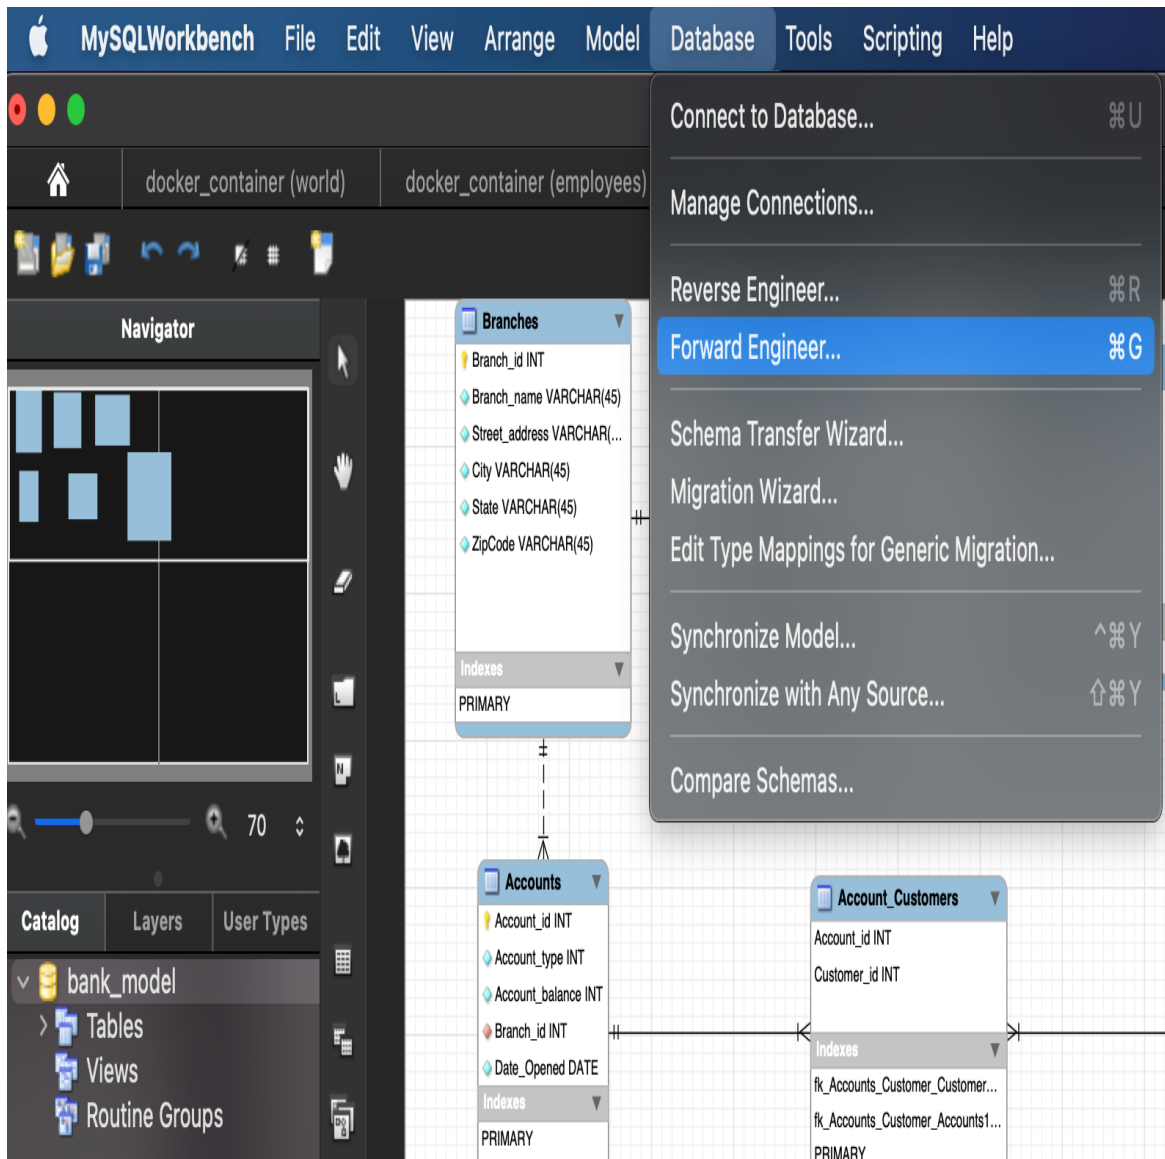 MySQLWorkbench File Edit View Arrange Model Database Tools Scripting Help
docker_container (world) docker_container (employees)
Connect to Database... ⌘U
Manage Connections...
Reverse Engineer... ⌘R
Forward Engineer... ⌘G
Schema Transfer Wizard...
Migration Wizard...
Edit Type Mappings for Generic Migration...
Synchronize Model... ^⌘Y
Synchronize with Any Source... ⇧⌘Y
Compare Schemas...
Navigator
70
Catalog Layers User Types
bank_model
Tables
Views
Routine Groups
L
N
Branches
Branch_id INT
Branch_name VARCHAR(45)
Street_address VARCHAR(...
City VARCHAR(45)
State VARCHAR(45)
ZipCode VARCHAR(45)
Indexes
PRIMARY
Accounts
Account_id INT
Account_type INT
Account_balance INT
Branch_id INT
Date_Opened DATE
Indexes
PRIMARY
Account_Customers
Account_id INT
Customer_id INT
Indexes
fk_Accounts_Customer_Customer...
fk_Accounts_Customer_Accounts1...
PRIMARY